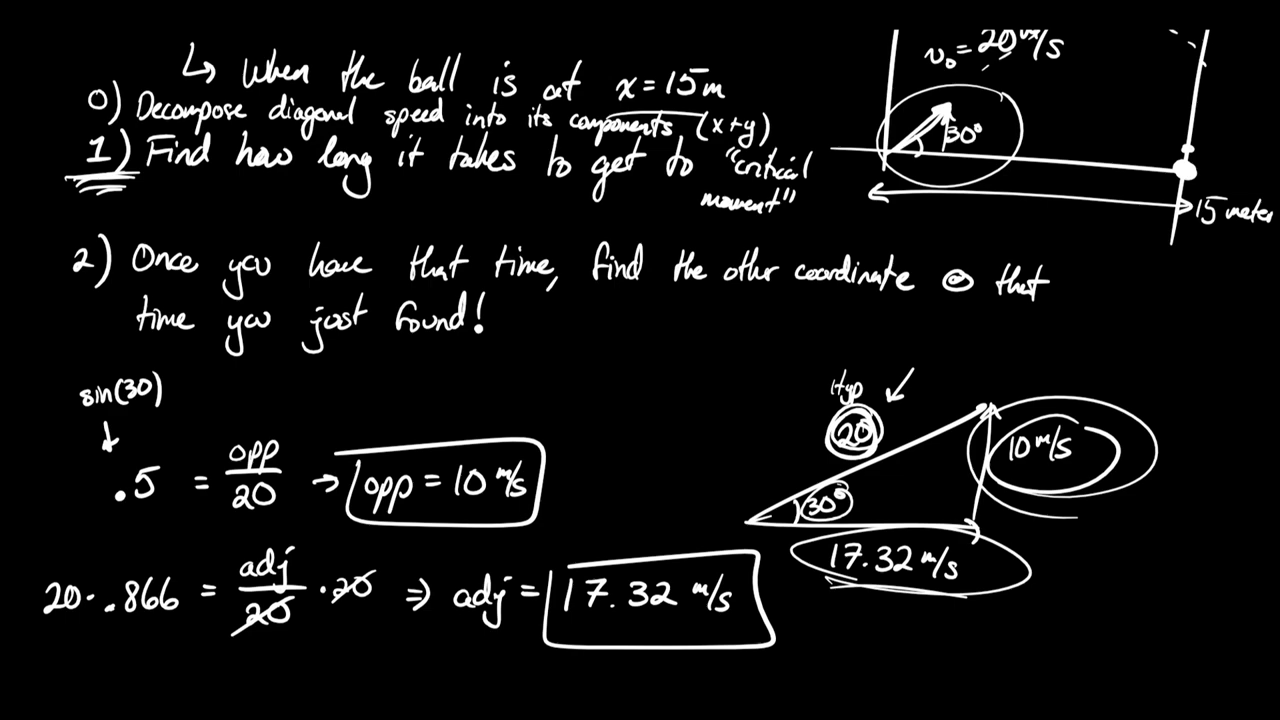 ↳ When the ball is at x = 15m
0) Decompose diagonal speed into its components (x+y)
1) Find how long it takes to get to "critical
moment"
2) Once you have that time, find the other coordinate @ that
time you just found!
v₀ = 20 m/s
30°
15 meter
sin(30)
↓
.5 = opp/20 → opp = 10 m/s
20 · .866 = adj/20 · 20 ⇒ adj = 17.32 m/s
Hyp
20
30°
10 m/s
17.32 m/s